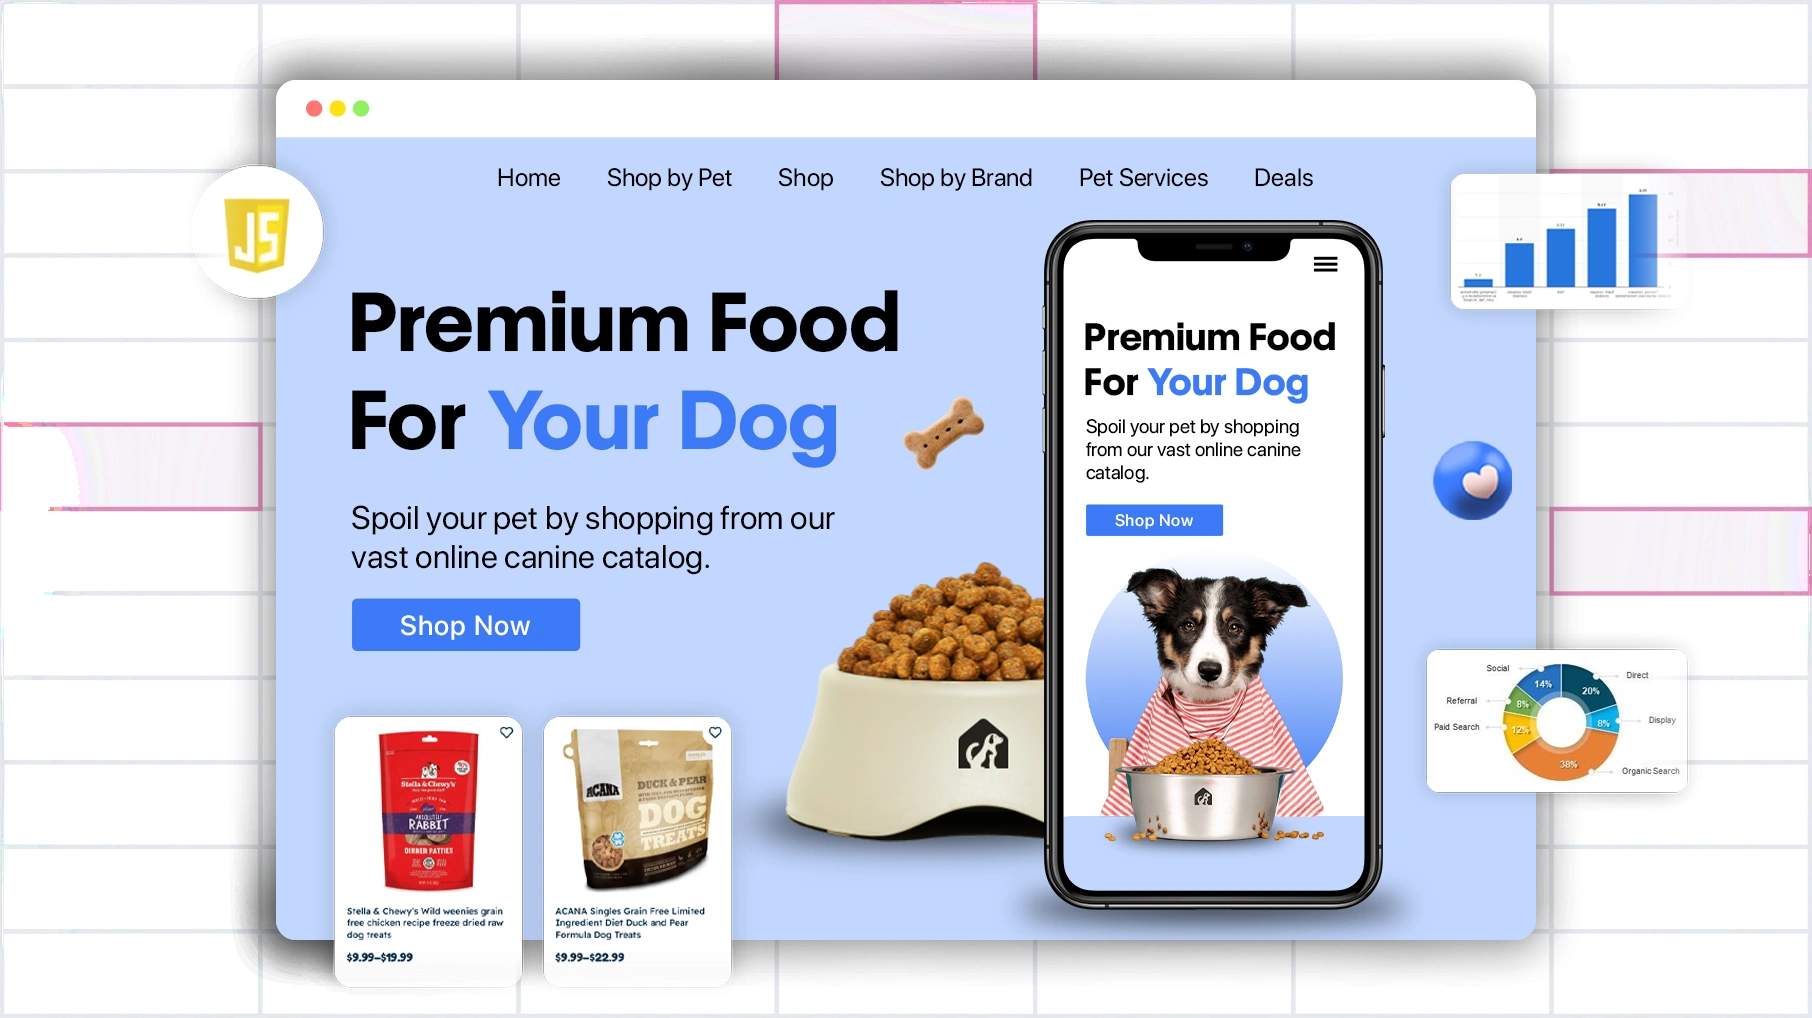 Home Shop by Pet Shop Shop by Brand Pet Services Deals
JS
Premium Food
For Your Dog
Spoil your pet by shopping from our
vast online canine catalog.
Shop Now
Stella & Chewy's
ABSOLUTELY
RABBIT
DINNER PATTIES
Stella & Chewy's Wild weenies grain
free chicken recipe freeze dried raw
dog treats
$9.99–$19.99
ACANA
SINGLES
DUCK & PEAR
DOG
TREATS
ACANA Singles Grain Free Limited
Ingredient Diet Duck and Pear
Formula Dog Treats
$9.99–$22.99
Premium Food
For Your Dog
Spoil your pet by shopping
from our vast online canine
catalog.
Shop Now
Social
14%
Direct
20%
Referral
8%
Display
8%
Paid Search
12%
38%
Organic Search